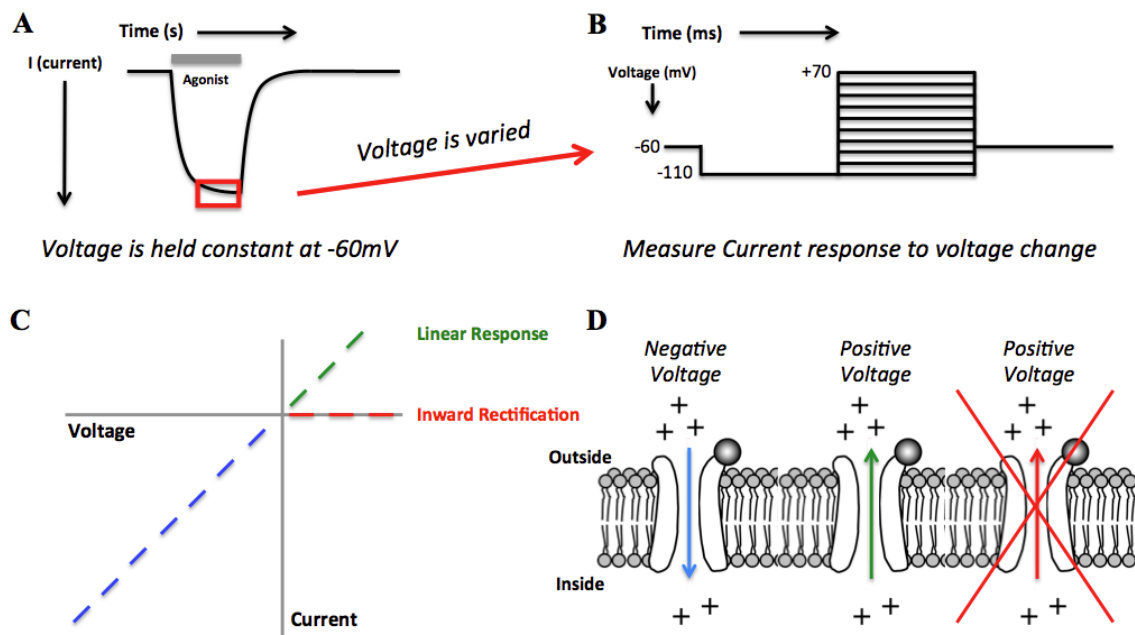 A
Time (s)
I (current)
Agonist
Voltage is held constant at -60mV
Voltage is varied
B
Time (ms)
Voltage (mV)
+70
-60
-110
Measure Current response to voltage change
C
Linear Response
Inward Rectification
Voltage
Current
D
Negative
Voltage
Positive
Voltage
Positive
Voltage
+
+ +
+
+ +
+
+ +
Outside
Inside
+ +
+ +
+ +